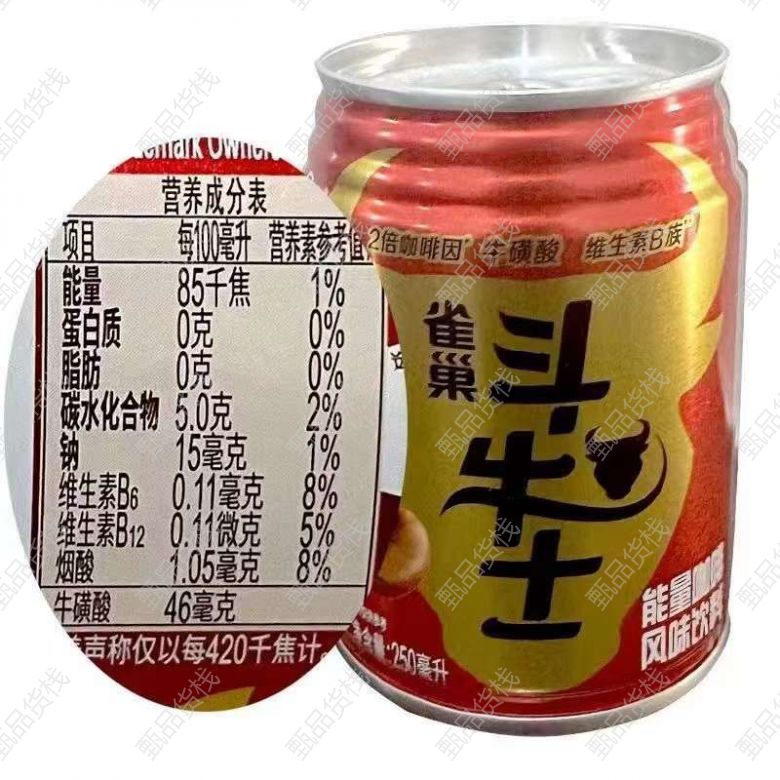 emark Owners
营养成分表
项目 每100毫升 营养素参考值
能量 85千焦 1%
蛋白质 0克 0%
脂肪 0克 0%
碳水化合物 5.0克 2%
钠 15毫克 1%
维生素B6 0.11毫克 8%
维生素B12 0.11微克 5%
烟酸 1.05毫克 8%
牛磺酸 46毫克
声称仅以每420千焦计
2倍咖啡因* 牛磺酸 维生素B族**
雀巢
斗牛士
能量咖啡
风味饮料
净含量:250毫升
甄品货栈